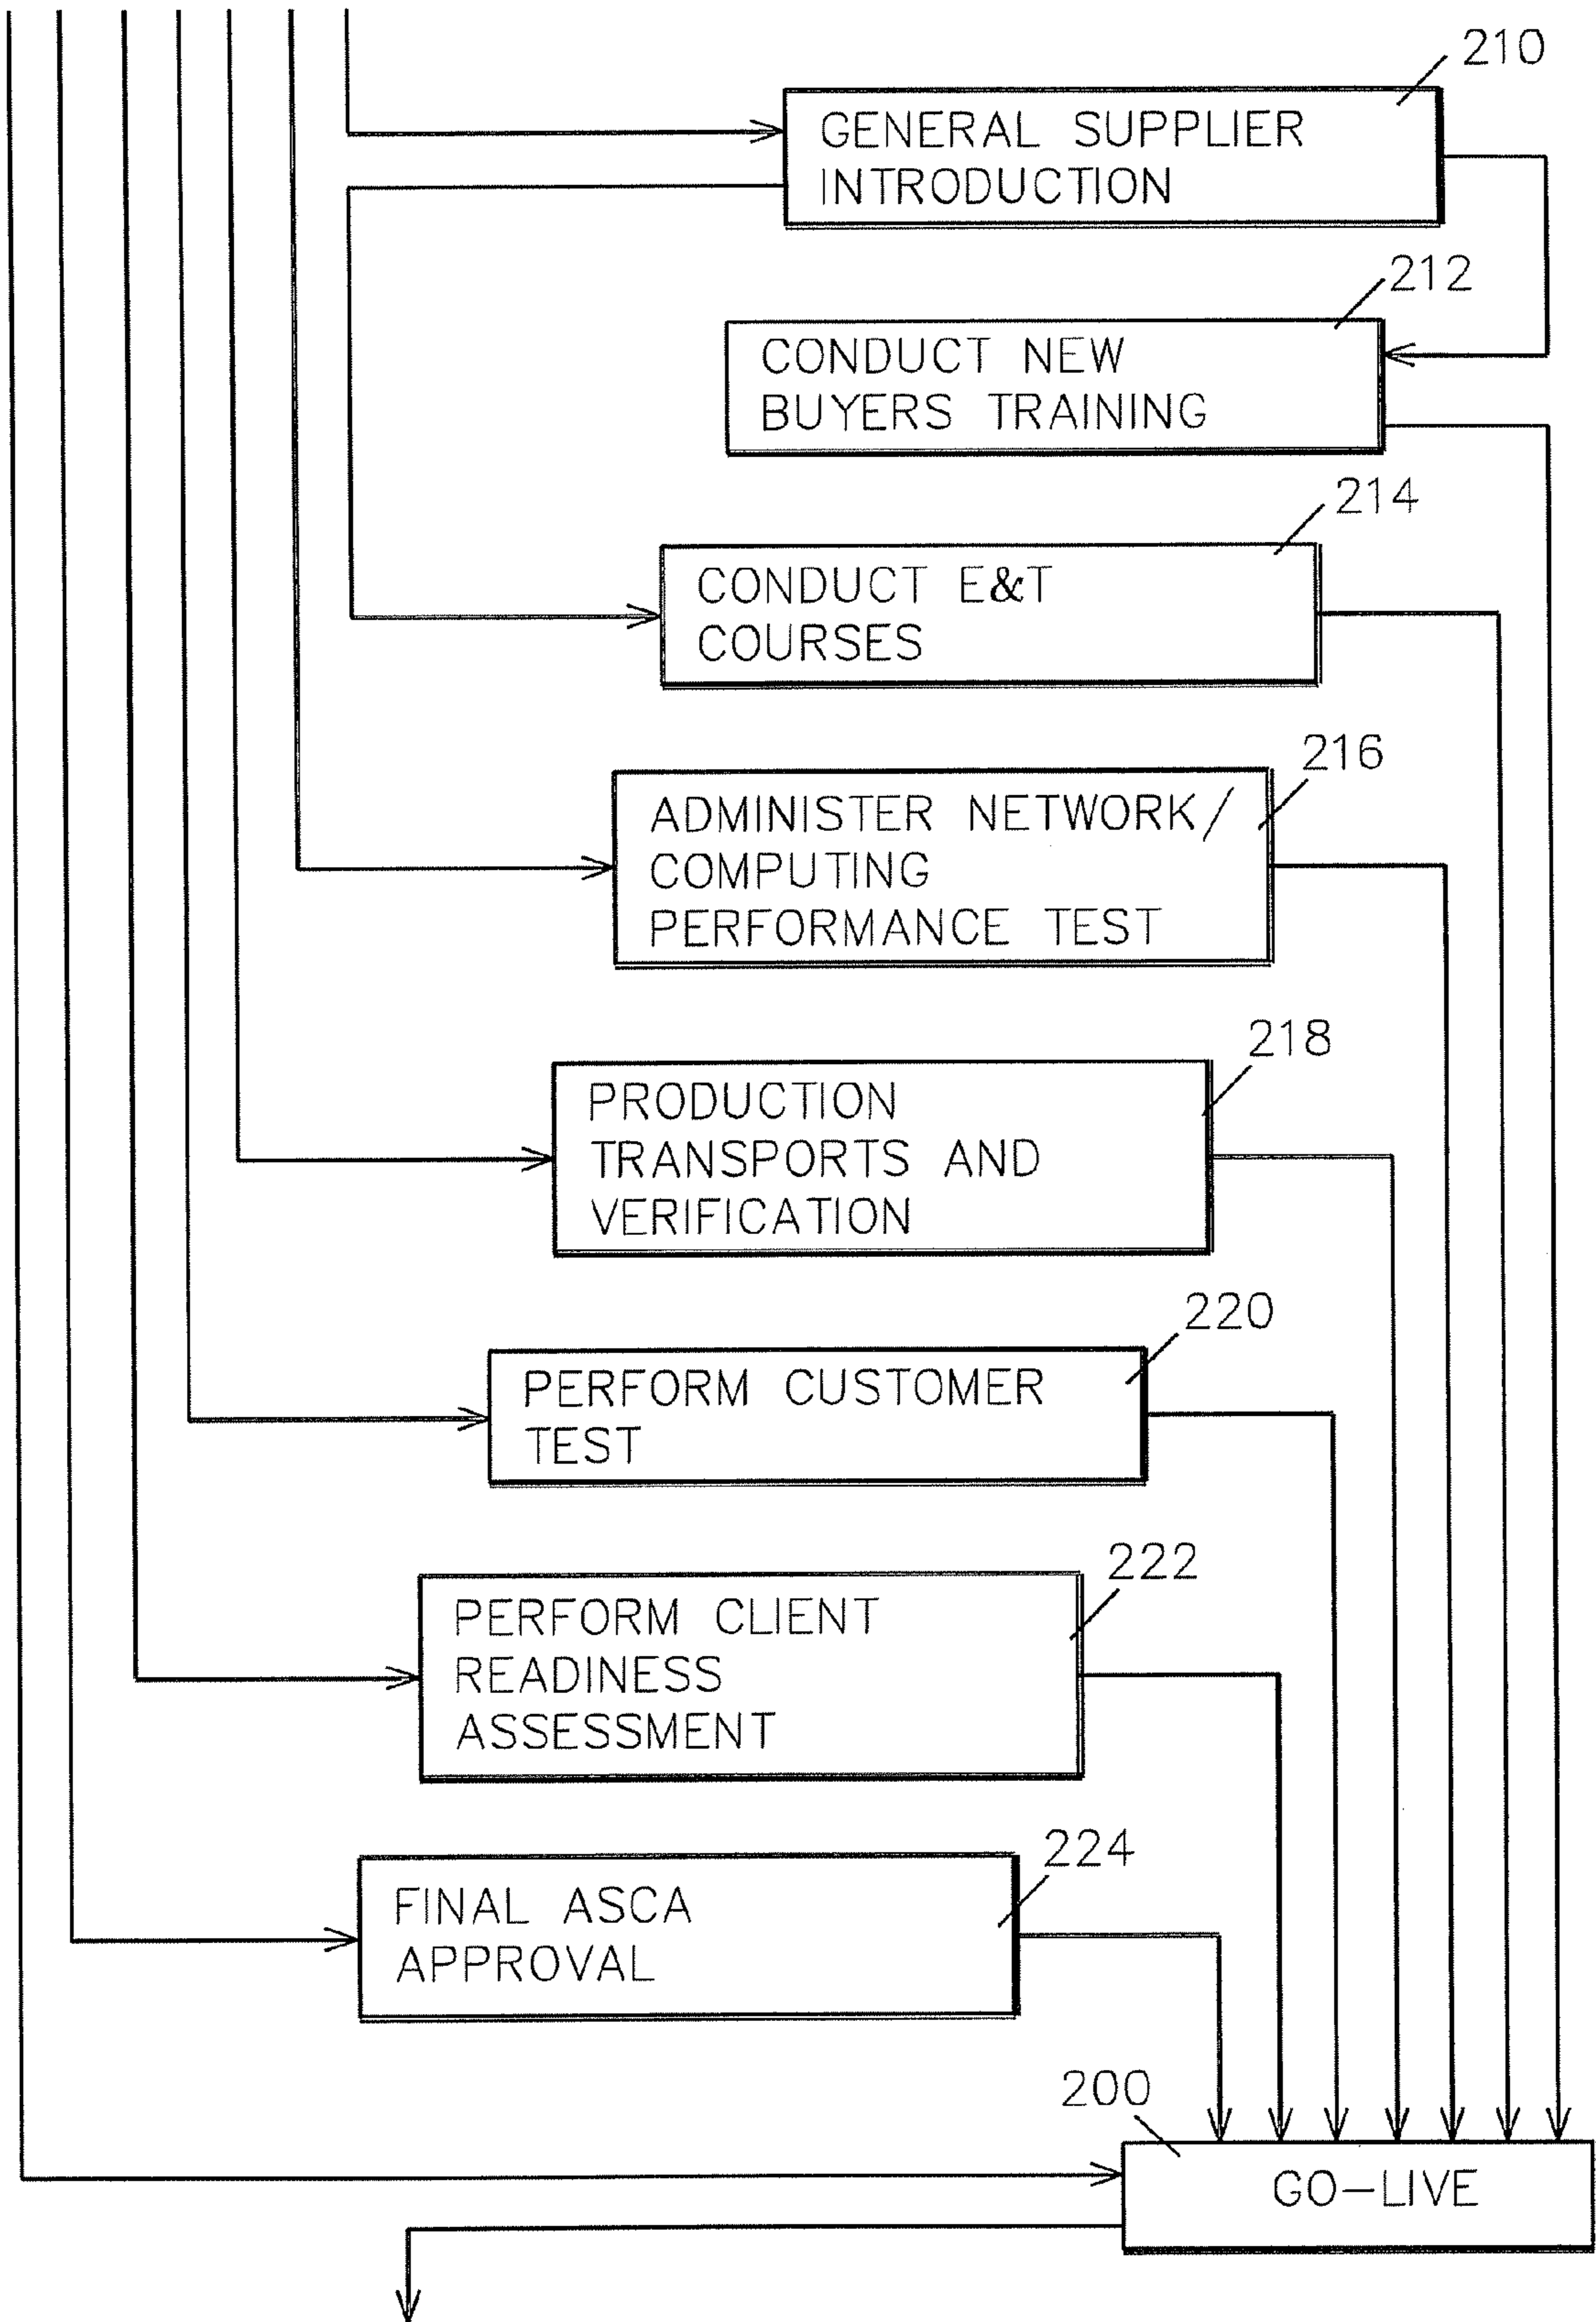 210
GENERAL SUPPLIER
INTRODUCTION
212
CONDUCT NEW
BUYERS TRAINING
214
CONDUCT E&T
COURSES
216
ADMINISTER NETWORK/
COMPUTING
PERFORMANCE TEST
218
PRODUCTION
TRANSPORTS AND
VERIFICATION
220
PERFORM CUSTOMER
TEST
222
PERFORM CLIENT
READINESS
ASSESSMENT
224
FINAL ASCA
APPROVAL
200
GO-LIVE